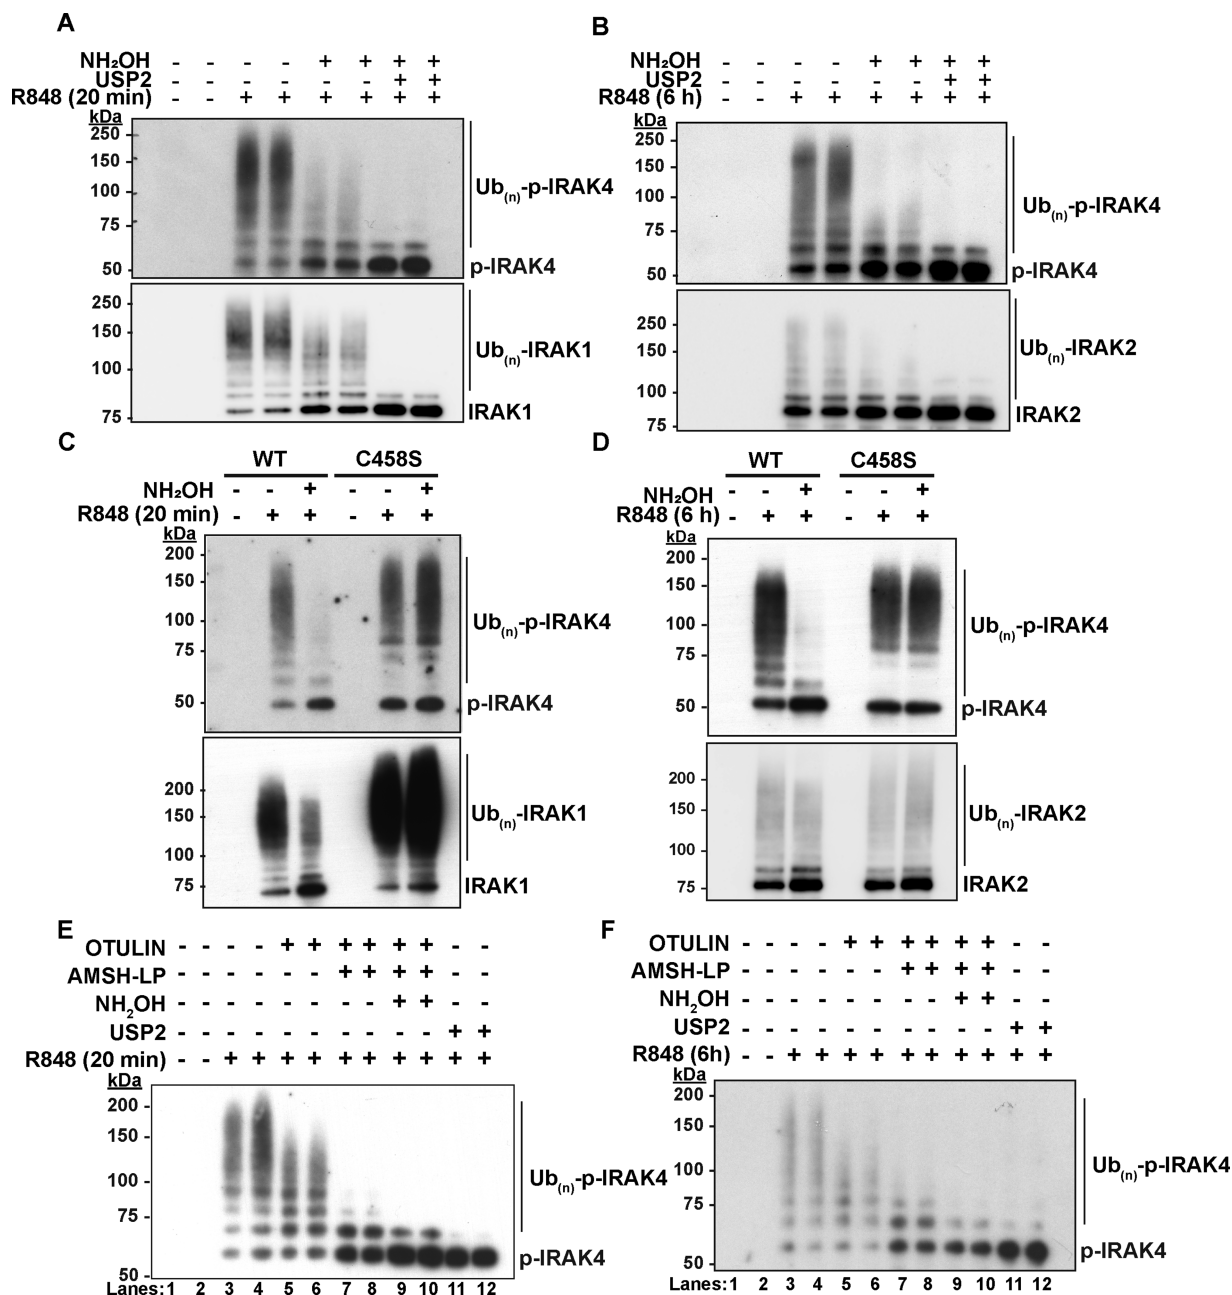 A
NH₂OH - - - - + + + +
USP2 - - - - - - + +
R848 (20 min) - - + + + + + +
kDa
250
150
100
75
50
Ub(n)-p-IRAK4
p-IRAK4
250
150
100
75
Ub(n)-IRAK1
IRAK1
B
NH₂OH - - - - + + + +
USP2 - - - - - - + +
R848 (6 h) - - + + + + + +
kDa
250
150
100
75
50
Ub(n)-p-IRAK4
p-IRAK4
250
150
100
75
Ub(n)-IRAK2
IRAK2
C
WT C458S
NH₂OH - - + - - +
R848 (20 min) - + + - + +
kDa
200
150
100
75
50
Ub(n)-p-IRAK4
p-IRAK4
200
150
100
75
Ub(n)-IRAK1
IRAK1
D
WT C458S
NH₂OH - - + - - +
R848 (6 h) - + + - + +
kDa
200
150
100
75
50
Ub(n)-p-IRAK4
p-IRAK4
200
150
100
75
Ub(n)-IRAK2
IRAK2
E
OTULIN - - - - + + + + + + - -
AMSH-LP - - - - - - + + + + - -
NH₂OH - - - - - - - - + + - -
USP2 - - - - - - - - - - + +
R848 (20 min) - - + + + + + + + + + +
kDa
200
150
100
75
50
Ub(n)-p-IRAK4
p-IRAK4
Lanes:1 2 3 4 5 6 7 8 9 10 11 12
F
OTULIN - - - - + + + + + + - -
AMSH-LP - - - - - - + + + + - -
NH₂OH - - - - - - - - + + - -
USP2 - - - - - - - - - - + +
R848 (6h) - - + + + + + + + + + +
kDa
200
150
100
75
50
Ub(n)-p-IRAK4
p-IRAK4
Lanes:1 2 3 4 5 6 7 8 9 10 11 12